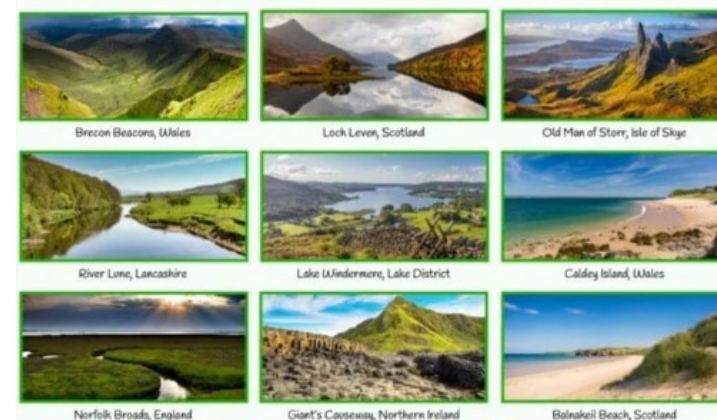 Brecon Beacons, Wales
Loch Leven, Scotland
Old Man of Storr, Isle of Skye
River Lune, Lancashire
Lake Windermere, Lake District
Caldey Island, Wales
Norfolk Broads, England
Giant's Causeway, Northern Ireland
Balnakeil Beach, Scotland